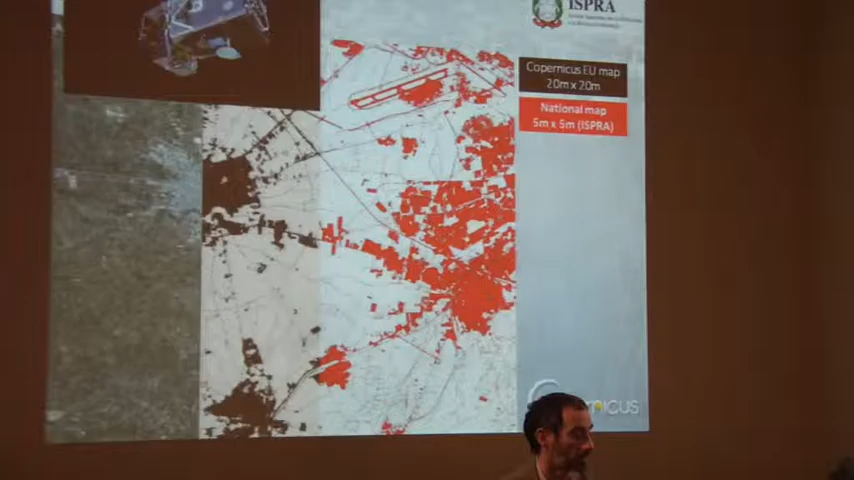 ISPRA
Copernicus EU map
20m x 20m
National map
5m x 5m (ISPRA)